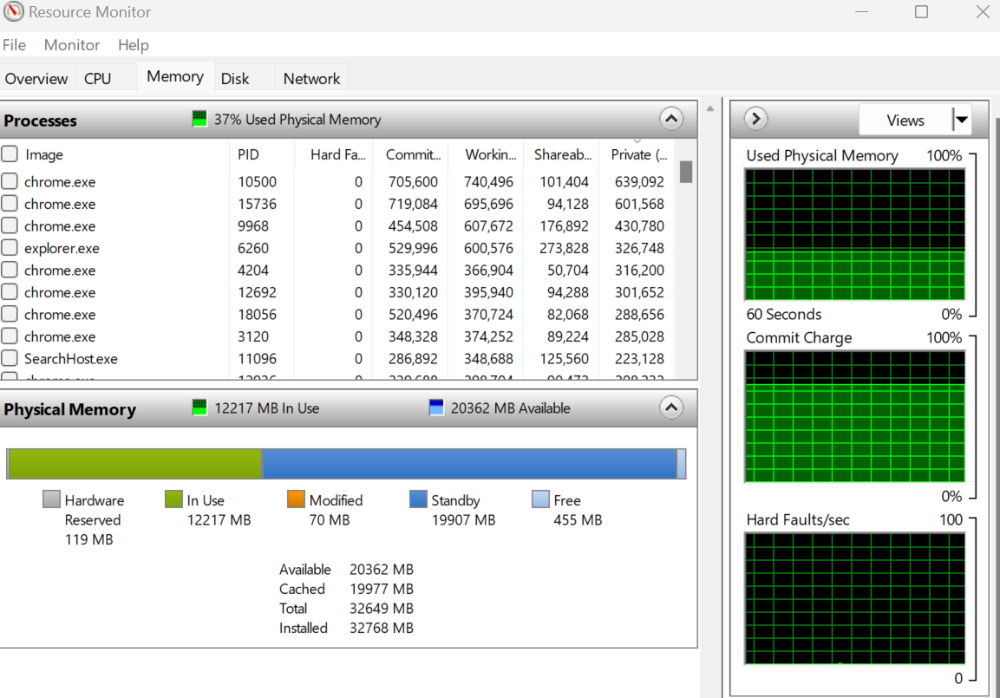 Resource Monitor
File Monitor Help
Overview CPU Memory Disk Network
Processes 37% Used Physical Memory
Image PID Hard Fa... Commit... Workin... Shareab... Private (...
chrome.exe 10500 0 705,600 740,496 101,404 639,092
chrome.exe 15736 0 719,084 695,696 94,128 601,568
chrome.exe 9968 0 454,508 607,672 176,892 430,780
explorer.exe 6260 0 529,996 600,576 273,828 326,748
chrome.exe 4204 0 335,944 366,904 50,704 316,200
chrome.exe 12692 0 330,120 395,940 94,288 301,652
chrome.exe 18056 0 520,496 370,724 82,068 288,656
chrome.exe 3120 0 348,328 374,252 89,224 285,028
SearchHost.exe 11096 0 286,892 348,688 125,560 223,128
Physical Memory 12217 MB In Use 20362 MB Available
Hardware Reserved 119 MB
In Use 12217 MB
Modified 70 MB
Standby 19907 MB
Free 455 MB
Available 20362 MB
Cached 19977 MB
Total 32649 MB
Installed 32768 MB
Views
Used Physical Memory 100%
60 Seconds 0%
Commit Charge 100%
0%
Hard Faults/sec 100
0